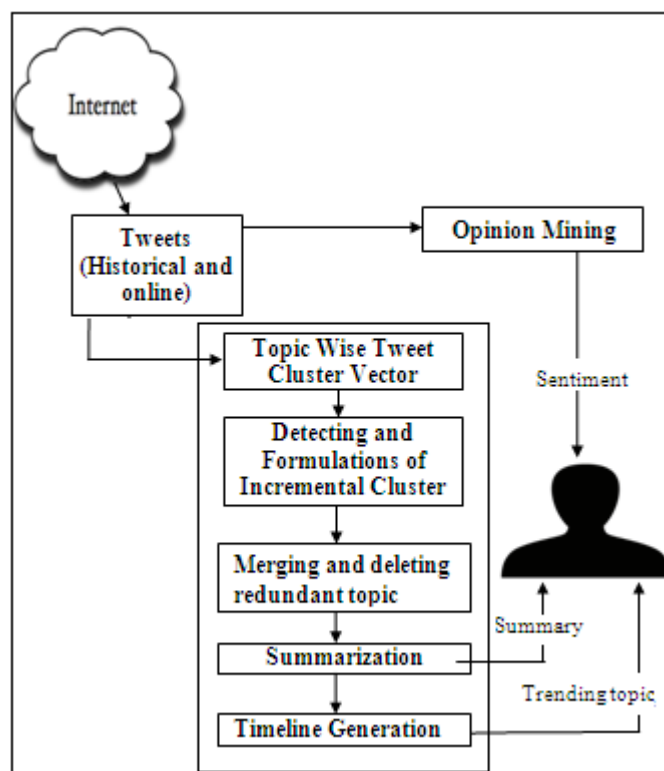 Internet
Tweets
(Historical and
online)
Opinion Mining
Topic Wise Tweet
Cluster Vector
Sentiment
Detecting and
Formulations of
Incremental Cluster
Merging and deleting
redundant topic
Summary
Summarization
Trending topic
Timeline Generation